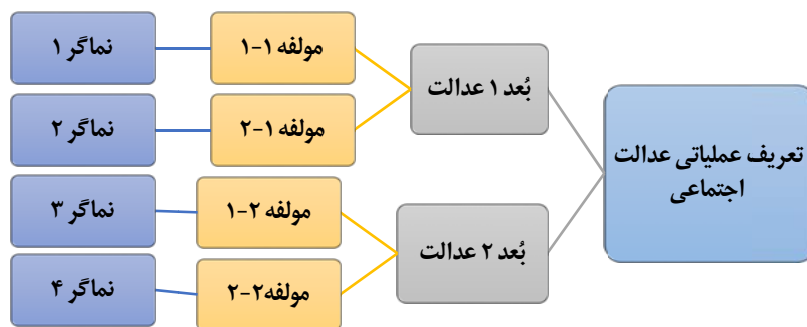 تعریف عملیاتی عدالت
اجتماعی
بُعد ۱ عدالت
مولفه ۱-۱
نماگر ۱
مولفه ۱-۲
نماگر ۲
بُعد ۲ عدالت
مولفه ۲-۱
نماگر ۳
مولفه۲-۲
نماگر ۴